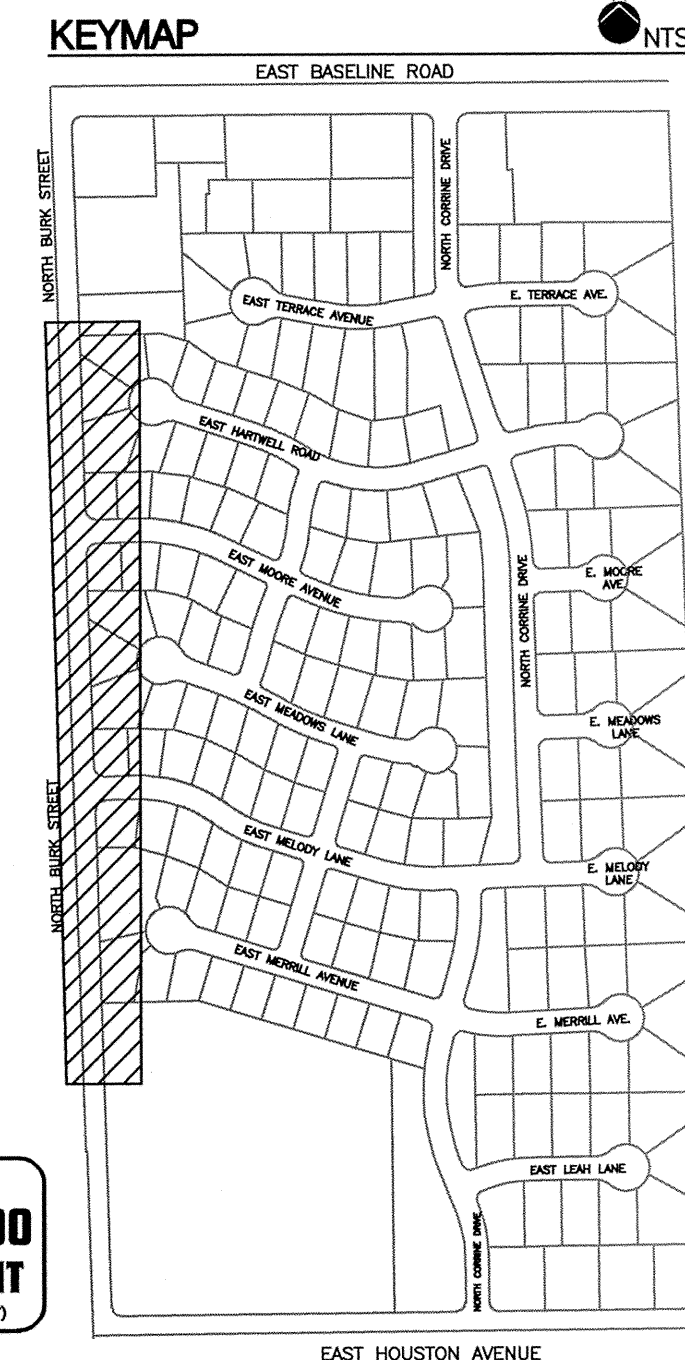 KEYMAP
NTS
EAST BASELINE ROAD
NORTH BURK STREET
NORTH CORRINE DRIVE
EAST TERRACE AVENUE
E. TERRACE AVE.
EAST HARTWELL ROAD
EAST MOORE AVENUE
NORTH CORRINE DRIVE
E. MOORE
AVE.
EAST MEADOWS LANE
E. MEADOWS
LANE
NORTH BURK STREET
EAST MELODY LANE
E. MELODY
LANE
EAST MERRILL AVENUE
E. MERRILL AVE.
EAST LEAH LANE
NORTH CORRINE DRIVE
EAST HOUSTON AVENUE